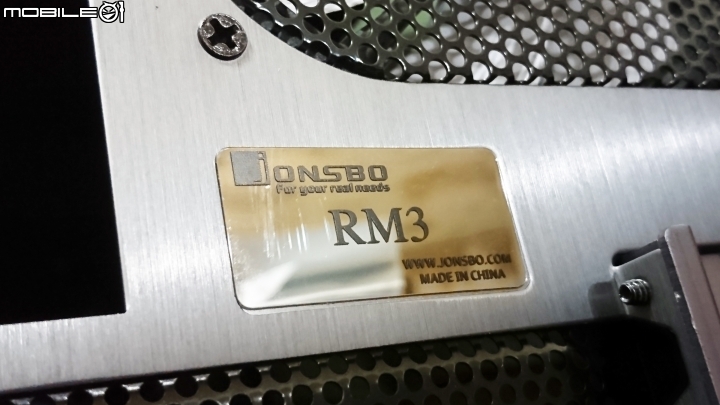 MOBILE01
JONSBO
For your real needs
RM3
WWW.JONSBO.COM
MADE IN CHINA